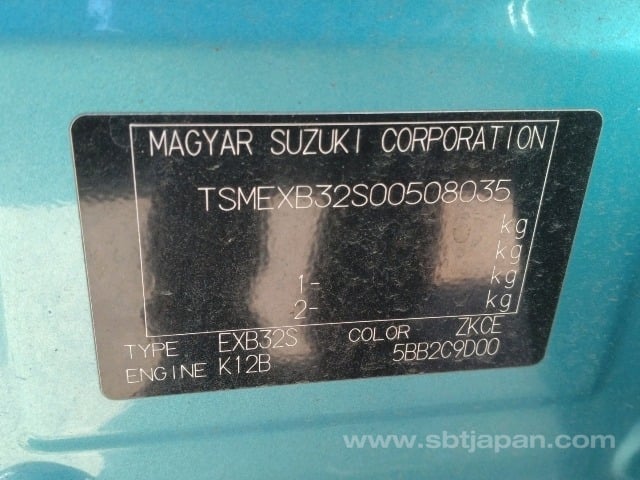 MAGYAR SUZUKI CORPORATION
TSMEXB32S00508035
kg
kg
1- kg
2- kg
TYPE EXB32S COLOR ZKCE
ENGINE K12B 5BB2C9D00
www.sbtjapan.com